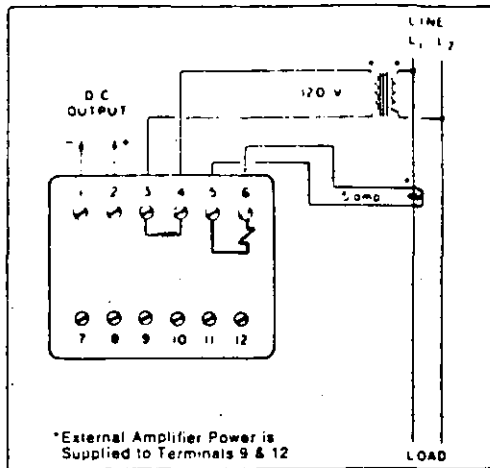 LINE
L1 L2
D C
OUTPUT
120 V
- +
1 2 3 4 5 6
5 amp
7 8 9 10 11 12
*External Amplifier Power is
Supplied to Terminals 9 & 12
LOAD